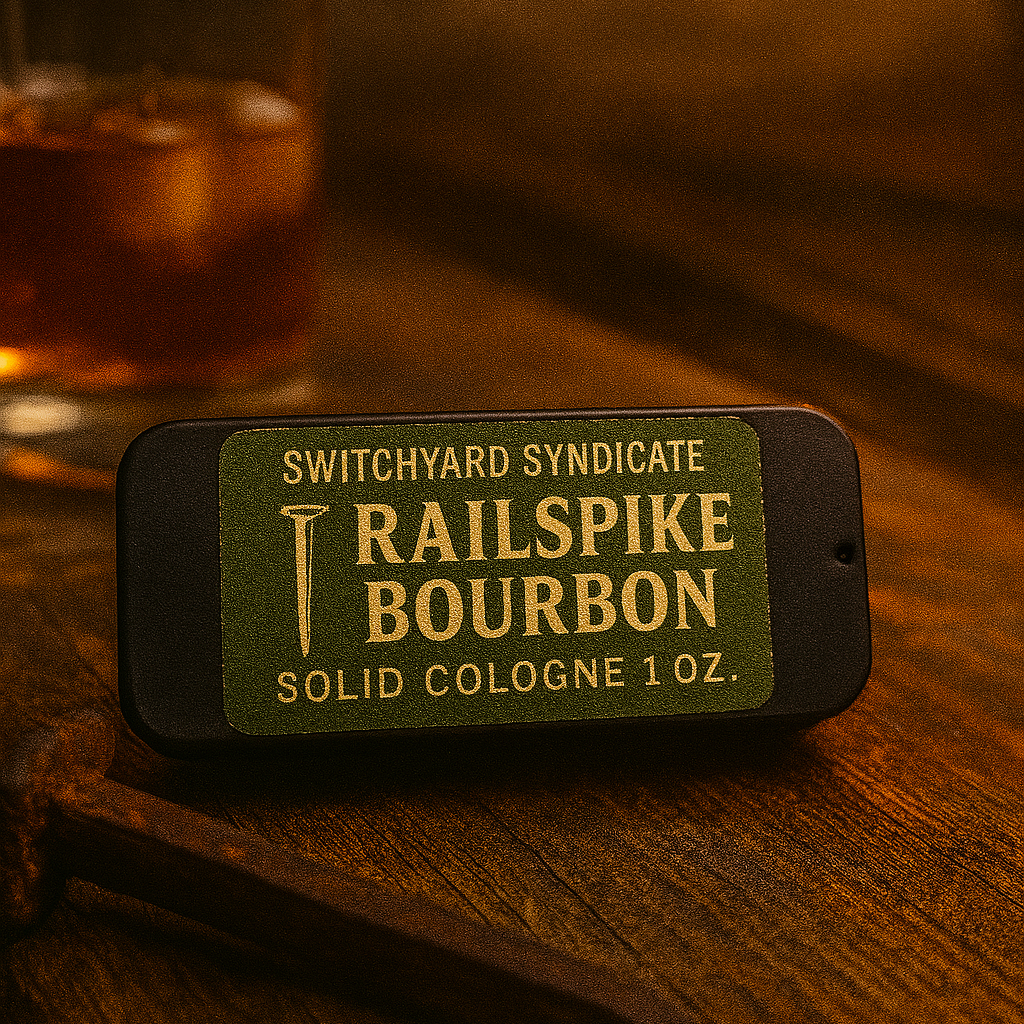 SWITCHYARD SYNDICATE
RAILSPIKE
BOURBON
SOLID COLOGNE 1 OZ.